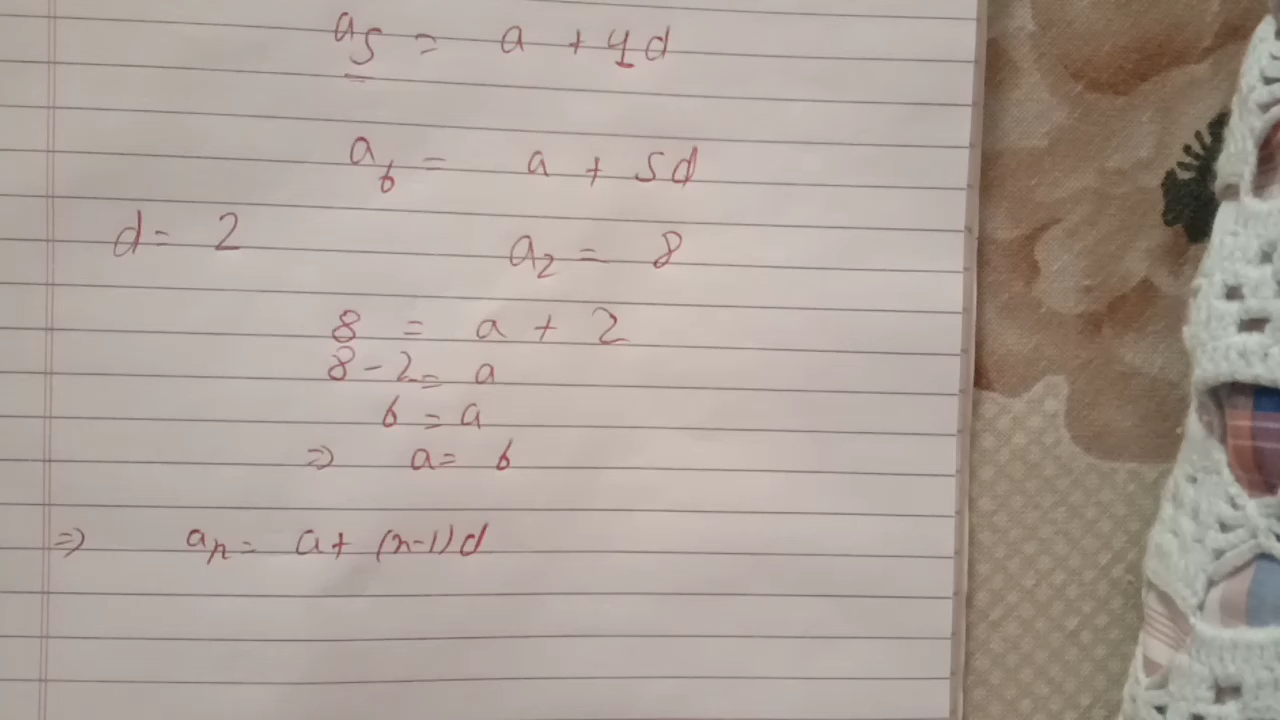 a₅ = a + 4d
a₆ = a + 5d
d = 2 a₂ = 8
8 = a + 2
8 - 2 = a
6 = a
⇒ a = 6
⇒ aₙ = a + (n-1)d